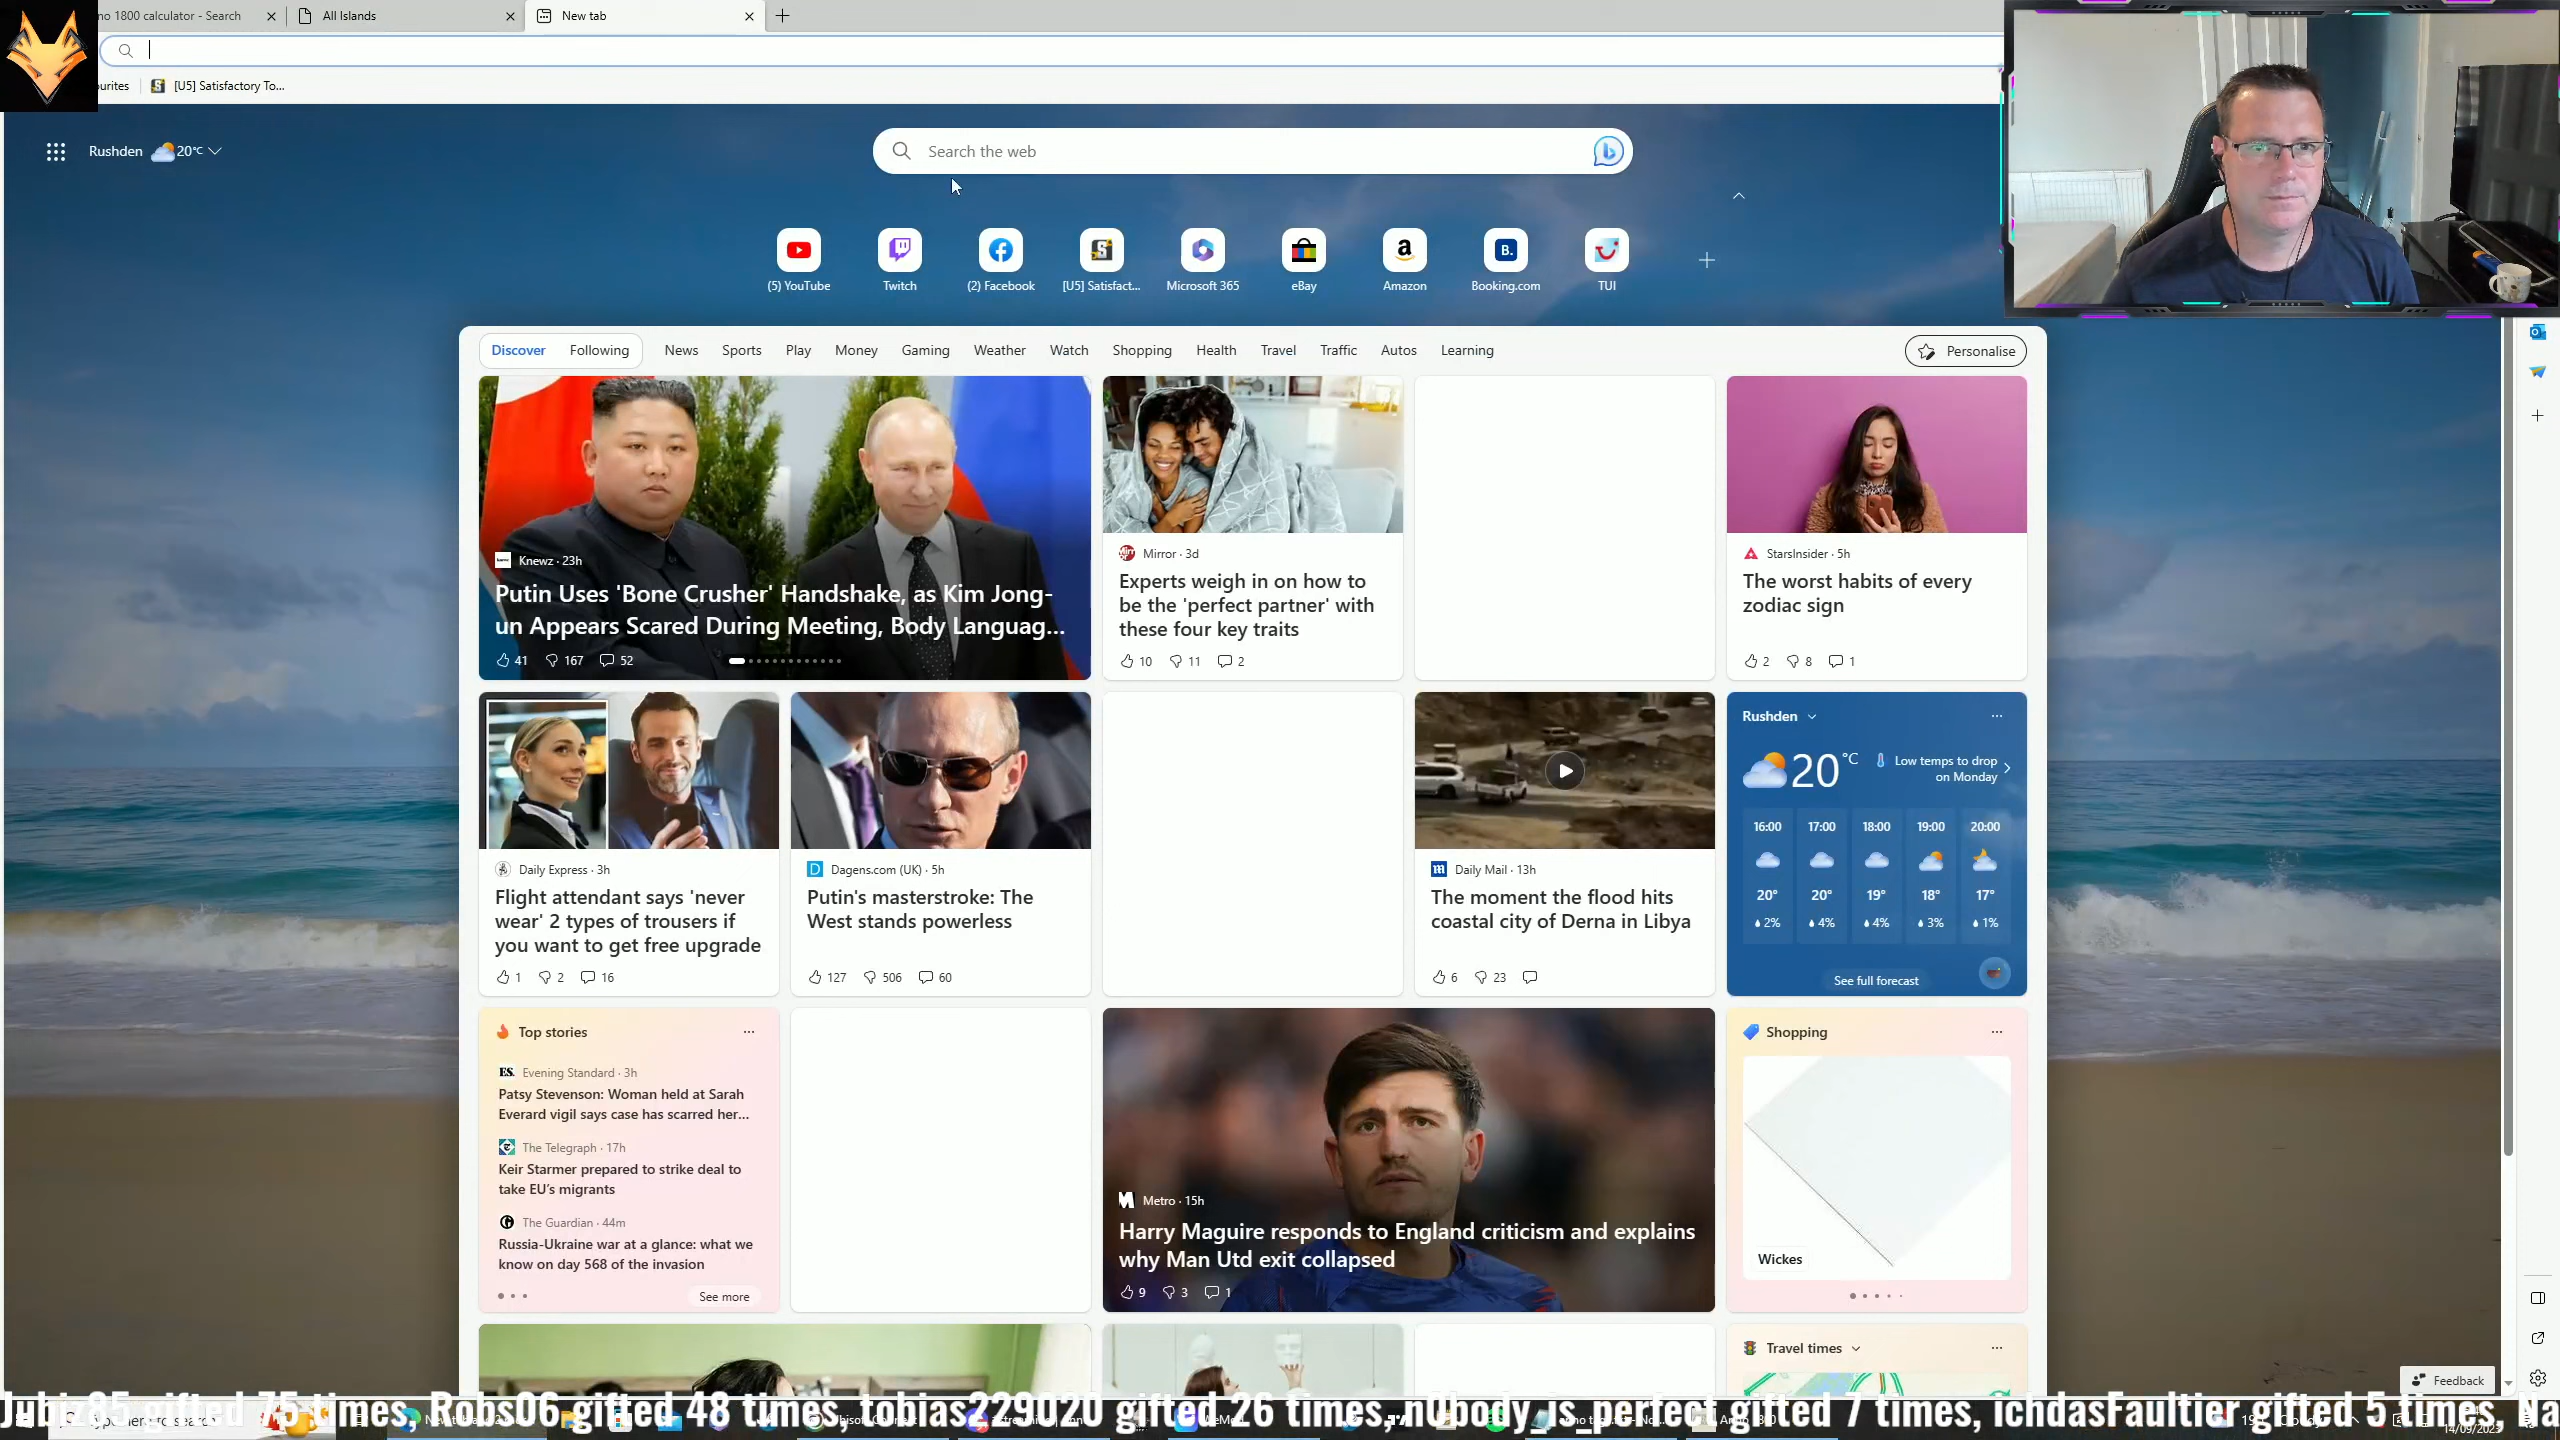 no 1800 calculator - Search
All Islands
New tab
ourites
[U5] Satisfactory To...
Rushden 20°C
Search the web
(5) YouTube
Twitch
(2) Facebook
[U5] Satisfact...
Microsoft 365
eBay
Amazon
Booking.com
TUI
Discover Following News Sports Play Money Gaming Weather Watch Shopping Health Travel Traffic Autos Learning
Personalise
Knewz · 23h
Putin Uses 'Bone Crusher' Handshake, as Kim Jong-
un Appears Scared During Meeting, Body Languag...
41 167 52
Mirror · 3d
Experts weigh in on how to
be the 'perfect partner' with
these four key traits
10 11 2
StarsInsider · 5h
The worst habits of every
zodiac sign
2 8 1
Daily Express · 3h
Flight attendant says 'never
wear' 2 types of trousers if
you want to get free upgrade
1 2 16
Dagens.com (UK) · 5h
Putin's masterstroke: The
West stands powerless
127 506 60
Daily Mail · 13h
The moment the flood hits
coastal city of Derna in Libya
6 23
Rushden
20 °C
Low temps to drop
on Monday
16:00 17:00 18:00 19:00 20:00
20° 20° 19° 18° 17°
2% 4% 4% 3% 1%
See full forecast
Top stories
Evening Standard · 3h
Patsy Stevenson: Woman held at Sarah
Everard vigil says case has scarred her...
The Telegraph · 17h
Keir Starmer prepared to strike deal to
take EU's migrants
The Guardian · 44m
Russia-Ukraine war at a glance: what we
know on day 568 of the invasion
See more
Metro · 15h
Harry Maguire responds to England criticism and explains
why Man Utd exit collapsed
9 3 1
Shopping
Wickes
Travel times
Feedback
Jubiz85 gifted 75 times, Robs06 gifted 48 times, tobias229020 gifted 26 times, n0body_is_perfect gifted 7 times, ichdasFaultier gifted 5 times, Na
14/09/2023